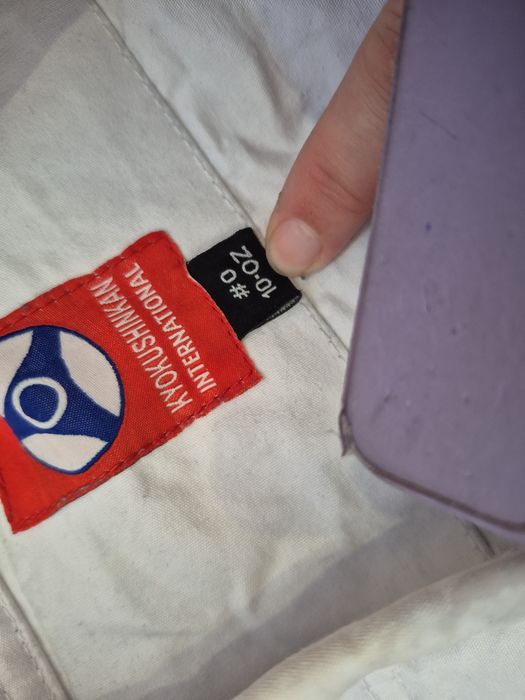 KYOKUSHINKAN
INTERNATIONAL
#0
10-OZ